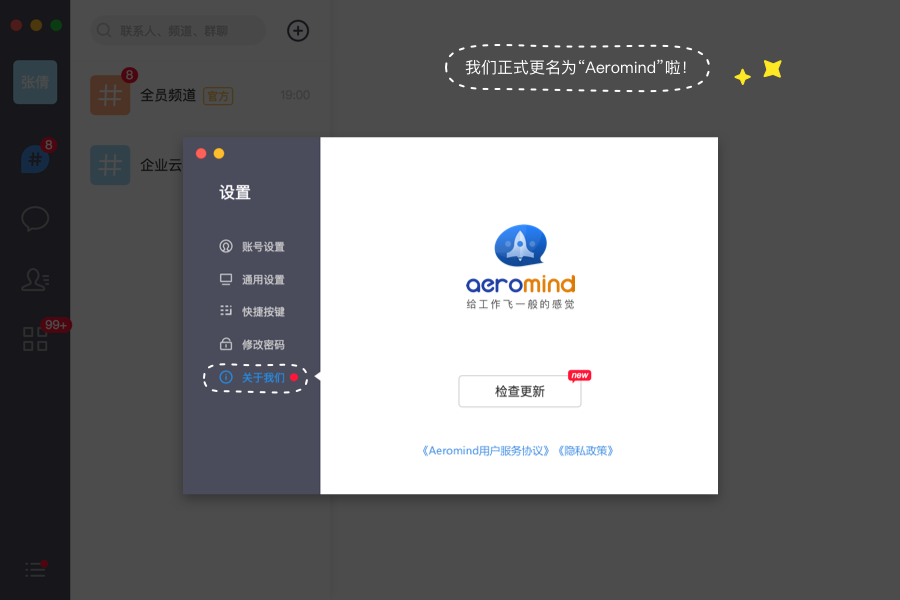 联系人、频道、群聊
我们正式更名为“Aeromind”啦！
张倩
8
全员频道 官方 19:00
8
企业云
设置
账号设置
通用设置
快捷按键
修改密码
关于我们
99+
aeromind
给工作飞一般的感觉
new
检查更新
《Aeromind用户服务协议》《隐私政策》